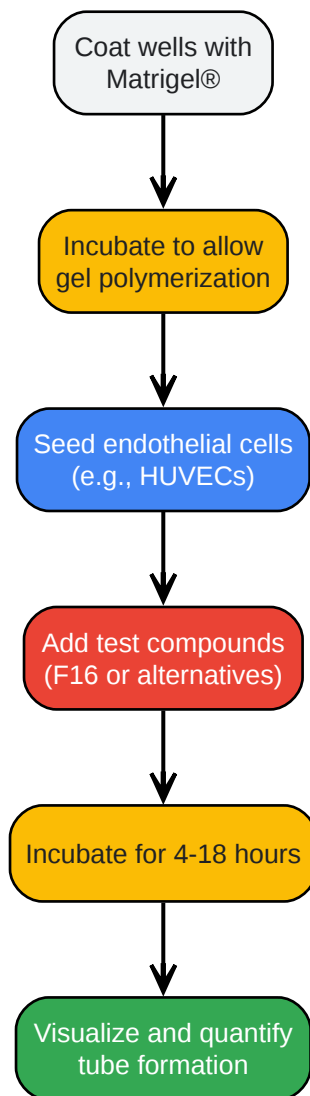 Coat wells with
Matrigel®
Incubate to allow
gel polymerization
Seed endothelial cells
(e.g., HUVECs)
Add test compounds
(F16 or alternatives)
Incubate for 4-18 hours
Visualize and quantify
tube formation